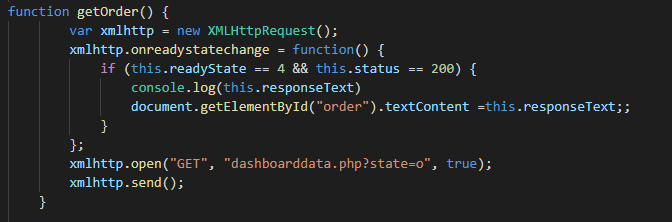 function getOrder() {
var xmlhttp = new XMLHttpRequest();
xmlhttp.onreadystatechange = function() {
if (this.readyState == 4 && this.status == 200) {
console.log(this.responseText)
document.getElementById("order").textContent =this.responseText;;
}
};
xmlhttp.open("GET", "dashboarddata.php?state=o", true);
xmlhttp.send();
}